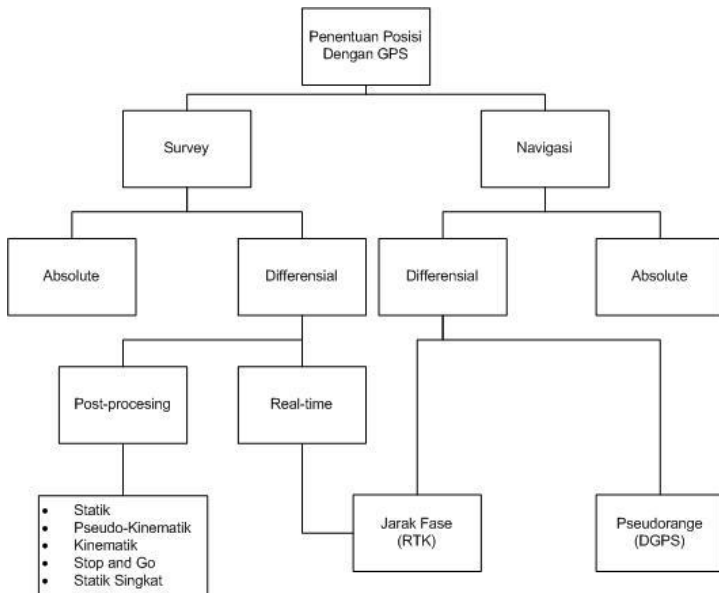 Penentuan Posisi
Dengan GPS
Survey
Navigasi
Absolute
Differensial
Differensial
Absolute
Post-procesing
Real-time
• Statik
• Pseudo-Kinematik
• Kinematik
• Stop and Go
• Statik Singkat
Jarak Fase
(RTK)
Pseudorange
(DGPS)